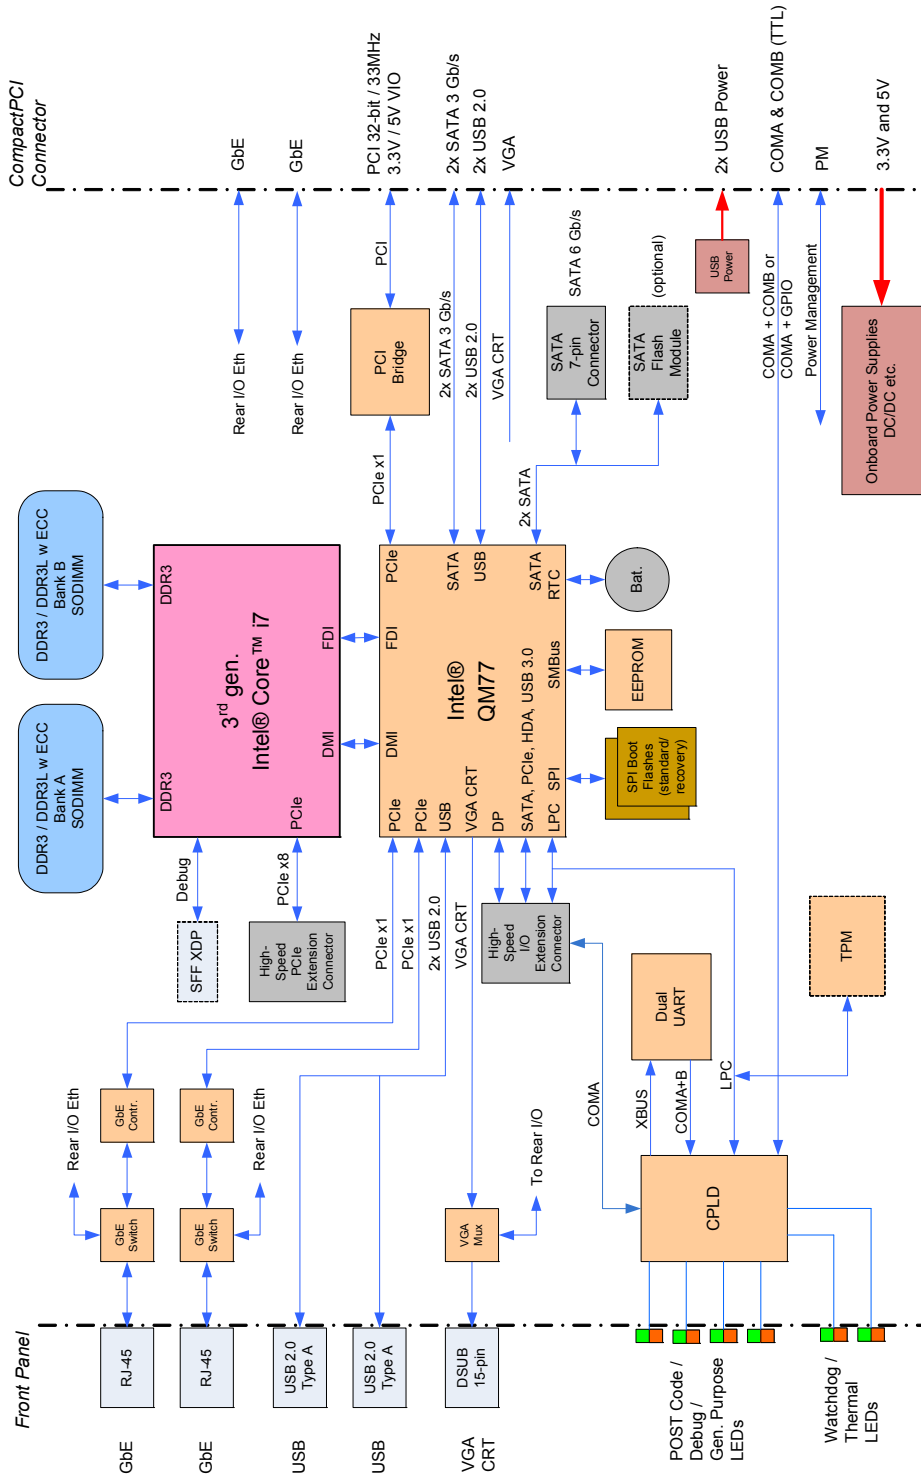 CompactPCI
Connector
GbE
GbE
PCI 32-bit / 33MHz
3.3V / 5V VIO
2x SATA 3 Gb/s
2x USB 2.0
VGA
2x USB Power
COMA & COMB (TTL)
PM
3.3V and 5V
Rear I/O Eth
Rear I/O Eth
PCI
PCI
Bridge
PCIe x1
2x SATA 3 Gb/s
2x USB 2.0
VGA CRT
SATA
7-pin
Connector
SATA 6 Gb/s
SATA
Flash
Module
(optional)
2x SATA
USB
Power
COMA + COMB or
COMA + GPIO
Power Management
Onboard Power Supplies
DC/DC etc.
DDR3 / DDR3L w ECC
Bank B
SODIMM
DDR3 / DDR3L w ECC
Bank A
SODIMM
DDR3
DDR3
3rd gen.
Intel® Core™ i7
FDI
DMI
PCIe
PCIe
SATA
USB
SATA
RTC
FDI
DMI
Intel®
QM77
SMBus
SPI
PCIe
PCIe
USB
VGA CRT
DP
SATA, PCIe, HDA, USB 3.0
LPC
Bat.
EEPROM
SPI Boot
Flashes
(standard/
recovery)
Debug
SFF XDP
PCIe x8
High-
Speed
PCIe
Extension
Connector
PCIe x1
PCIe x1
2x USB 2.0
VGA CRT
High-
Speed
I/O
Extension
Connector
TPM
Dual
UART
COMA
XBUS
COMA+B
LPC
CPLD
Rear I/O Eth
GbE
Contr.
GbE
Contr.
Rear I/O Eth
GbE
Switch
GbE
Switch
VGA
Mux
To Rear I/O
Front Panel
RJ-45
RJ-45
USB 2.0
Type A
USB 2.0
Type A
DSUB
15-pin
GbE
GbE
USB
USB
VGA
CRT
POST Code /
Debug /
Gen. Purpose
LEDs
Watchdog /
Thermal
LEDs